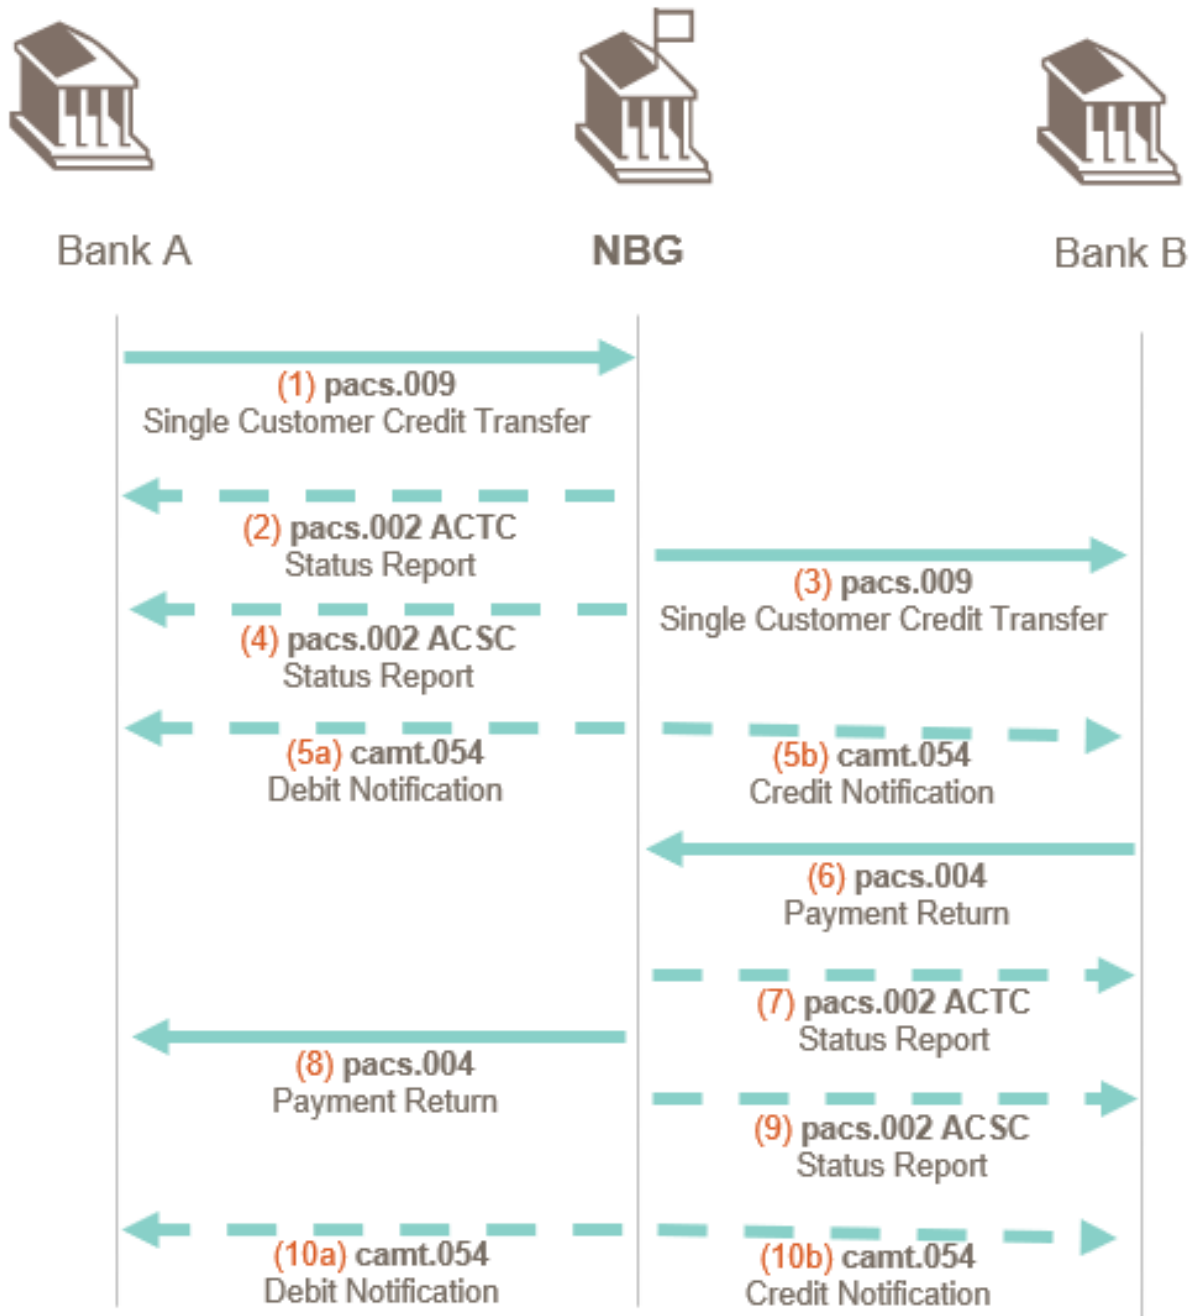 Bank A
NBG
Bank B
(1) pacs.009
Single Customer Credit Transfer
(2) pacs.002 ACTC
Status Report
(3) pacs.009
Single Customer Credit Transfer
(4) pacs.002 ACSC
Status Report
(5a) camt.054
Debit Notification
(5b) camt.054
Credit Notification
(6) pacs.004
Payment Return
(7) pacs.002 ACTC
Status Report
(8) pacs.004
Payment Return
(9) pacs.002 ACSC
Status Report
(10a) camt.054
Debit Notification
(10b) camt.054
Credit Notification